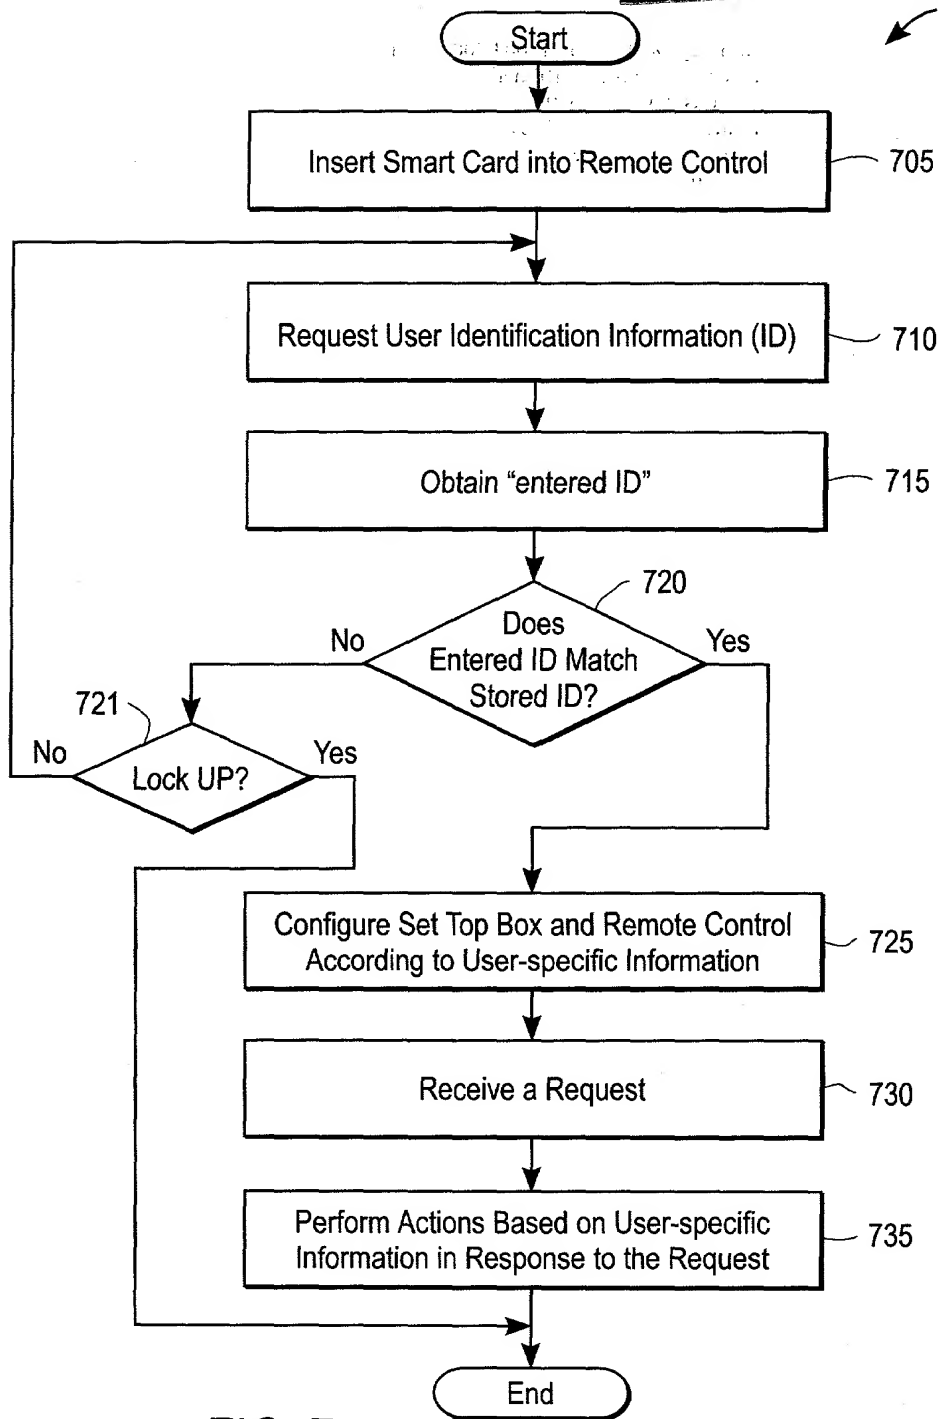 Start
Insert Smart Card into Remote Control
705
Request User Identification Information (ID)
710
Obtain “entered ID”
715
720
Does
Entered ID Match
Stored ID?
No
Yes
721
Lock UP?
No
Yes
Configure Set Top Box and Remote Control
According to User-specific Information
725
Receive a Request
730
Perform Actions Based on User-specific
Information in Response to the Request
735
End